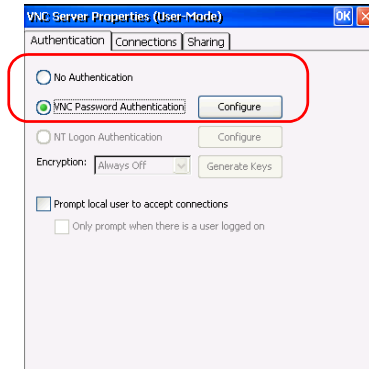 VNC Server Properties (User-Mode) OK
Authentication Connections Sharing
No Authentication
VNC Password Authentication Configure
NT Logon Authentication Configure
Encryption: Always Off Generate Keys
Prompt local user to accept connections
Only prompt when there is a user logged on